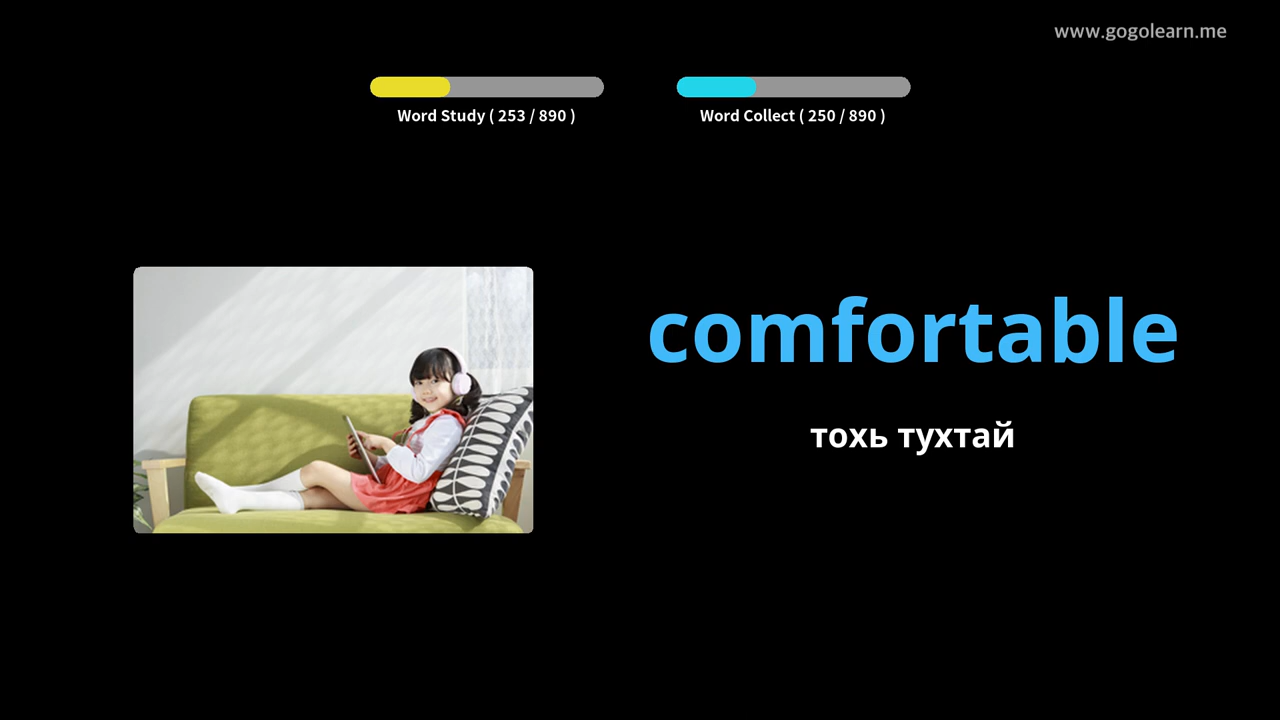 www.gogolearn.me
Word Study ( 253 / 890 )
Word Collect ( 250 / 890 )
comfortable
тохь тухтай